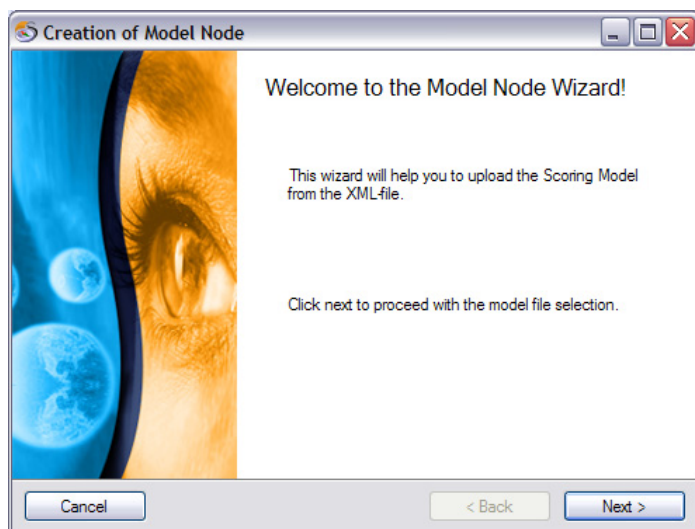 Creation of Model Node
Welcome to the Model Node Wizard!
This wizard will help you to upload the Scoring Model
from the XML-file.
Click next to proceed with the model file selection.
Cancel
< Back
Next >